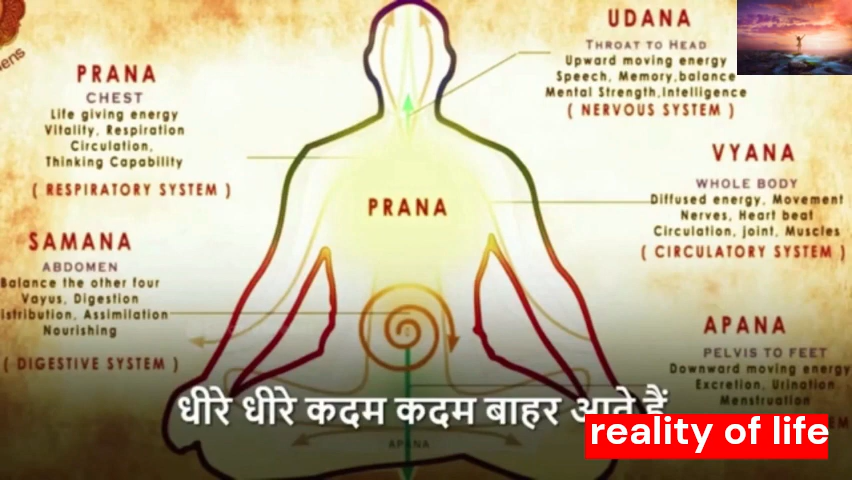 ens
PRANA
CHEST
Life giving energy
Vitality, Respiration
Circulation,
Thinking Capability
( RESPIRATORY SYSTEM )
SAMANA
ABDOMEN
Balance the other four
Vayus, Digestion
istribution, Assimilation
Nourishing
( DIGESTIVE SYSTEM )
PRANA
UDANA
THROAT TO HEAD
Upward moving energy
Speech, Memory,balance
Mental Strength,Intelligence
( NERVOUS SYSTEM )
VYANA
WHOLE BODY
Diffused energy, Movement
Nerves, Heart beat
Circulation, joint, Muscles
( CIRCULATORY SYSTEM )
APANA
PELVIS TO FEET
Downward moving energy
Excretion, Urination
Menstruation
धीरे धीरे कदम कदम बाहर आते हैं
reality of life
APANA